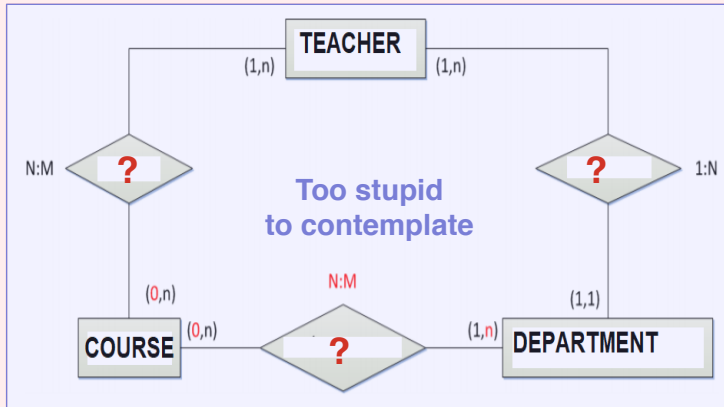 TEACHER
(1,n)
(1,n)
N:M
?
?
1:N
Too stupid
to contemplate
N:M
(0,n)
(1,1)
COURSE
(0,n)
?
(1,n)
DEPARTMENT